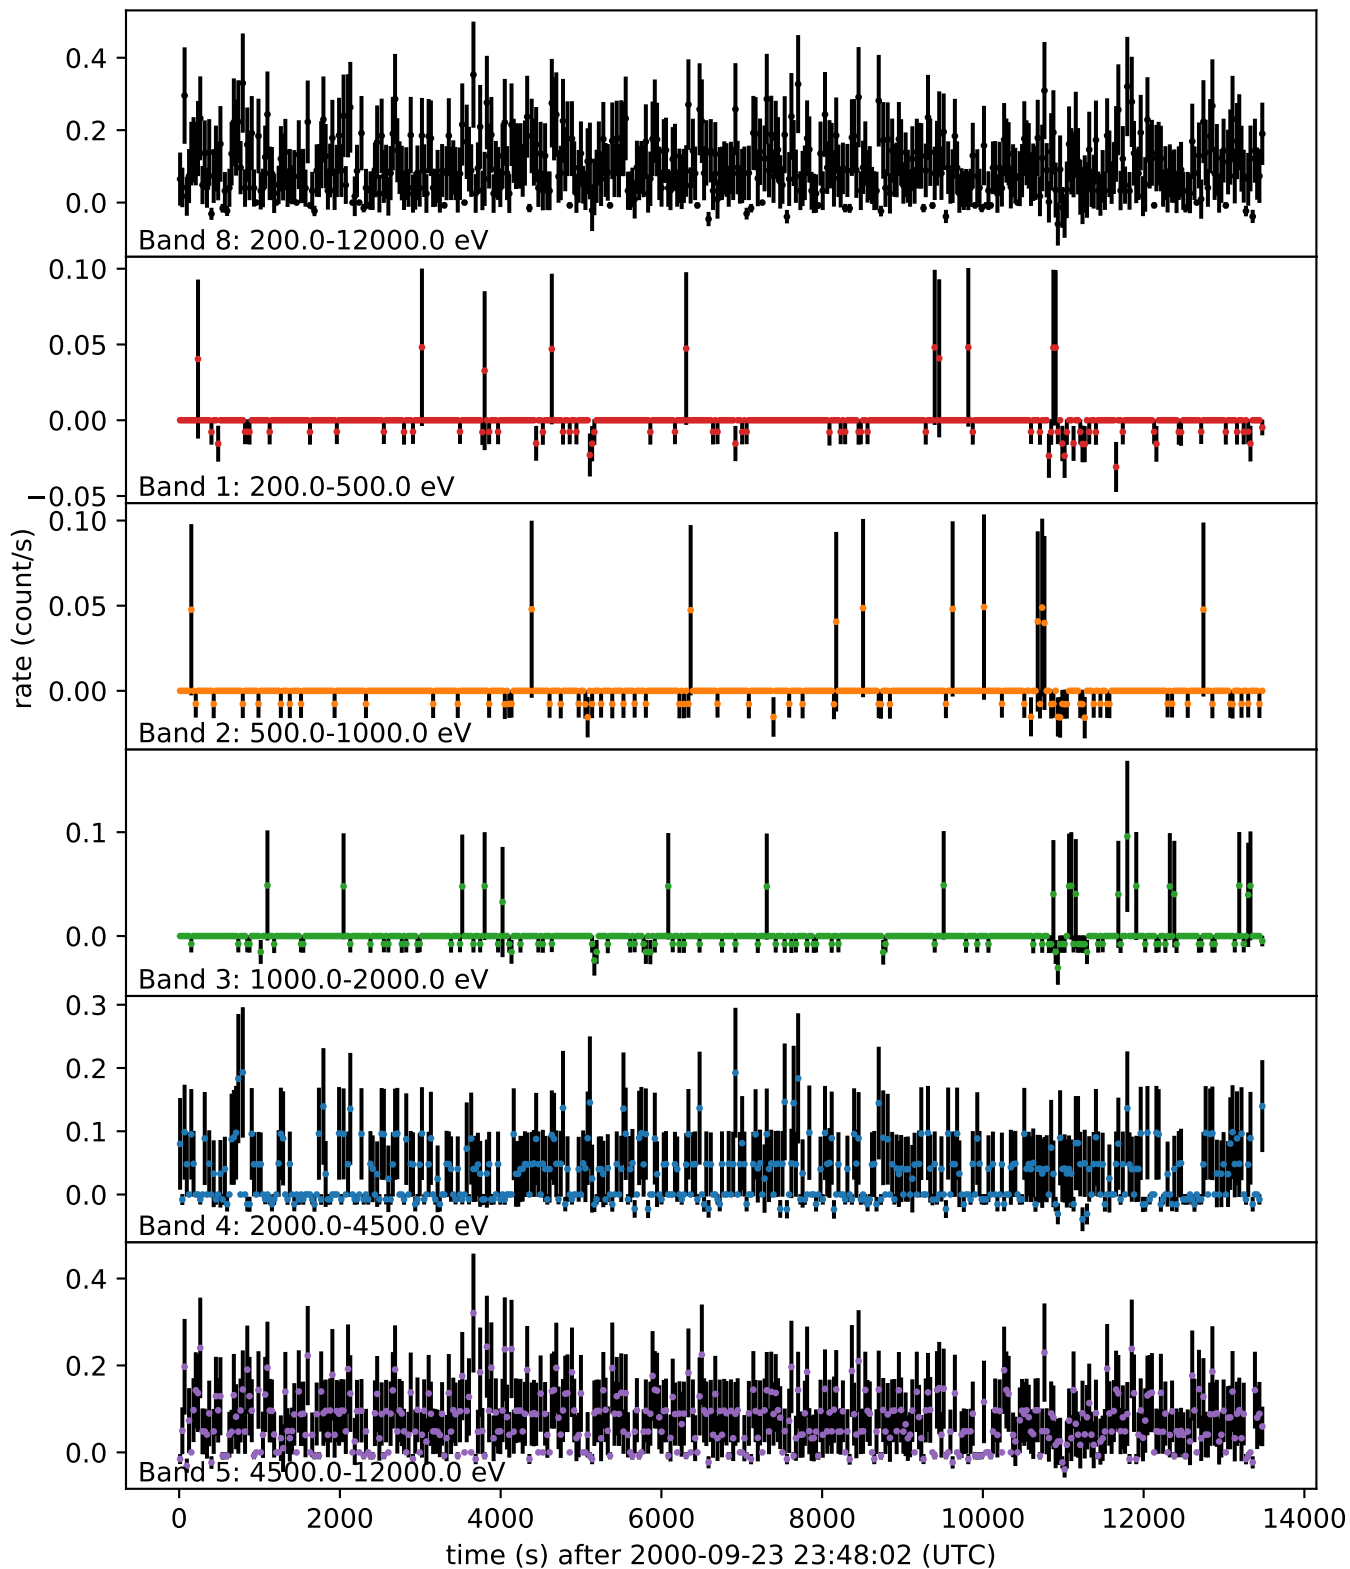 0.4
0.2
0.0
Band 8: 200.0-12000.0 eV
0.10
0.05
0.00
−0.05
Band 1: 200.0-500.0 eV
0.10
0.05
0.00
Band 2: 500.0-1000.0 eV
rate (count/s)
0.1
0.0
Band 3: 1000.0-2000.0 eV
0.3
0.2
0.1
0.0
Band 4: 2000.0-4500.0 eV
0.4
0.2
0.0
Band 5: 4500.0-12000.0 eV
0 2000 4000 6000 8000 10000 12000 14000
time (s) after 2000-09-23 23:48:02 (UTC)